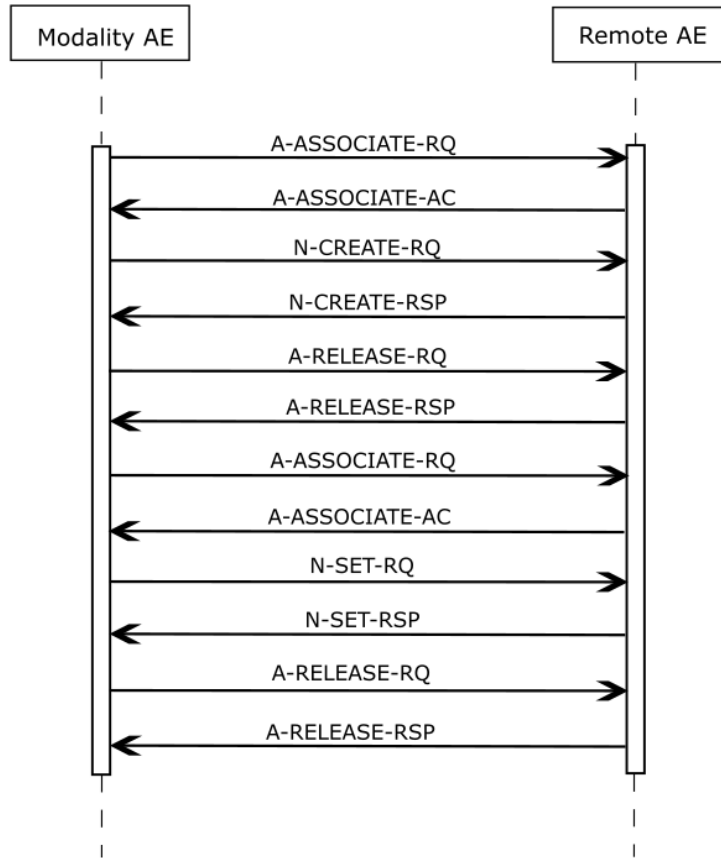 Modality AE
Remote AE
A-ASSOCIATE-RQ
A-ASSOCIATE-AC
N-CREATE-RQ
N-CREATE-RSP
A-RELEASE-RQ
A-RELEASE-RSP
A-ASSOCIATE-RQ
A-ASSOCIATE-AC
N-SET-RQ
N-SET-RSP
A-RELEASE-RQ
A-RELEASE-RSP